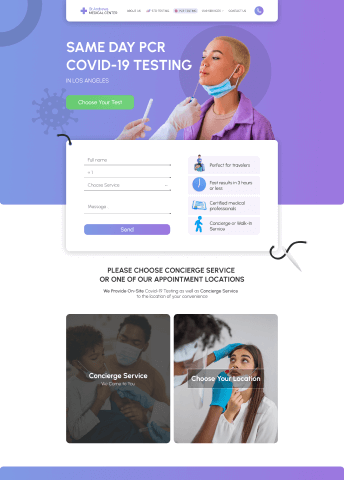 MEDICAL CENTER
ABOUT US
PCR TESTING
CONTACT US
SAME DAY PCR
COVID-19 TESTING
IN LOS ANGELES
Choose Your Test
Full name
+ 1
Choose Service
Message...
Send
Perfect for travelers
Fast results in 3 hours
or less
Certified medical
professionals
Concierge or Walk-In
Service
PLEASE CHOOSE CONCIERGE SERVICE
OR ONE OF OUR APPOINTMENT LOCATIONS
We Provide On-Site Covid-19 Testing as well as Concierge Service
to the location of your convenience
Concierge Service
We Come to You
Choose Your Location